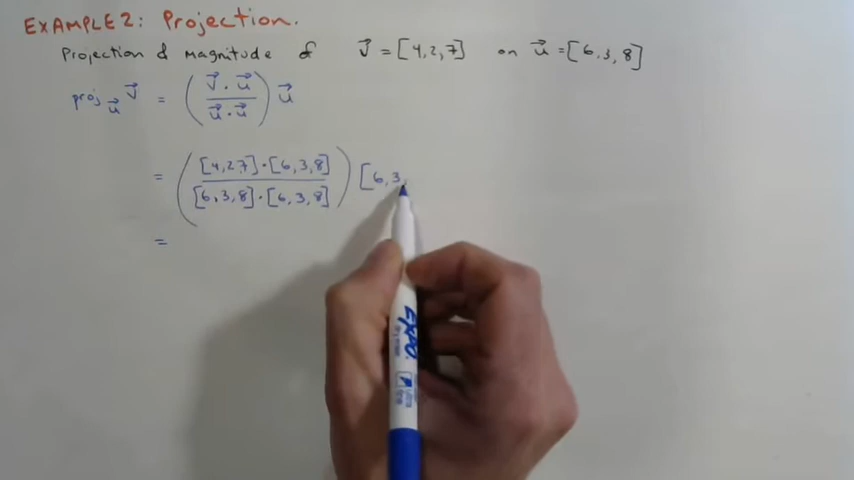 EXAMPLE 2: Projection.
Projection & magnitude of v⃗ = [4,2,7] on u⃗ = [6,3,8]
proj_u⃗ v⃗ = (v⃗ · u⃗ / u⃗ · u⃗) u⃗
= ([4,2,7] · [6,3,8] / [6,3,8] · [6,3,8]) [6,3,
=
EXPO